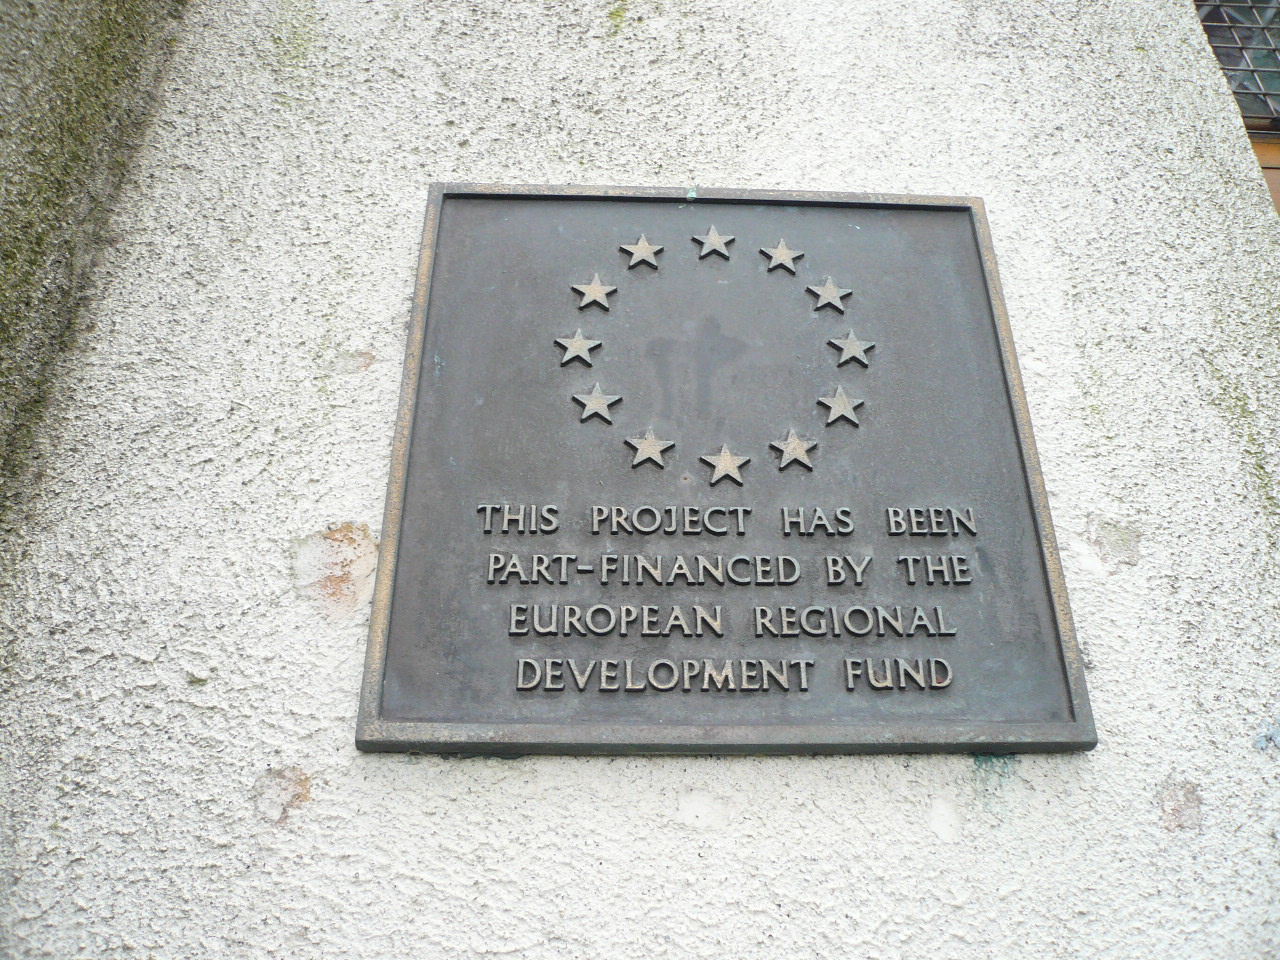 THIS PROJECT HAS BEEN
PART-FINANCED BY THE
EUROPEAN REGIONAL
DEVELOPMENT FUND